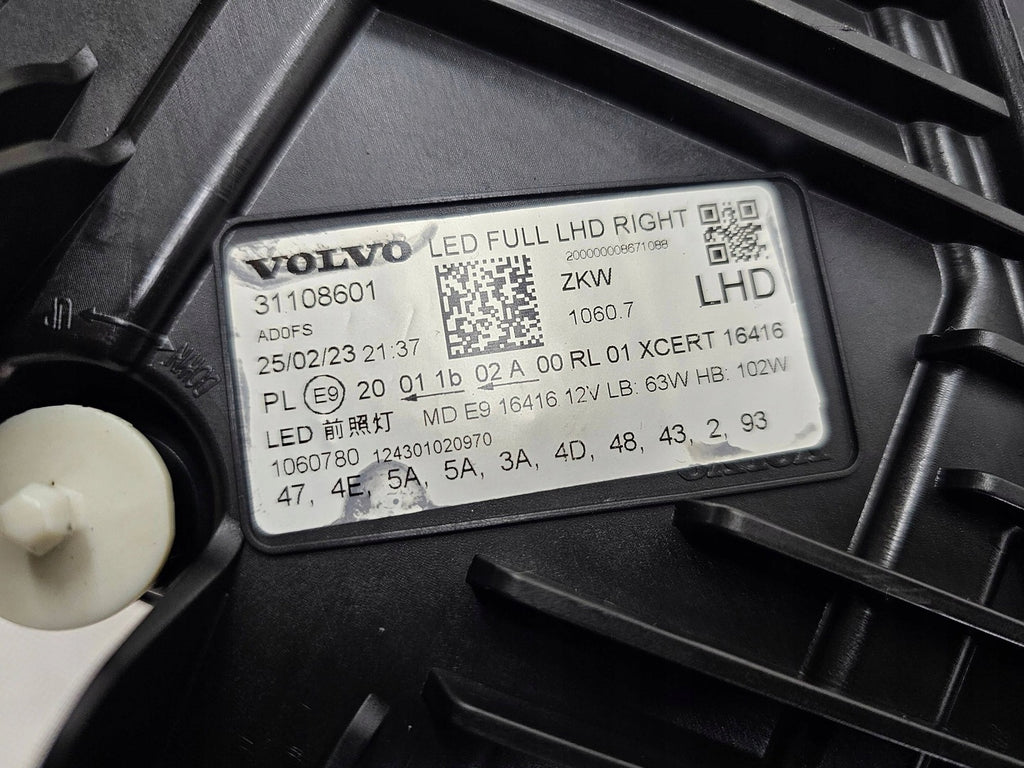 VOLVO LED FULL LHD RIGHT
200000008671088
31108601 ZKW LHD
AD0FS 1060.7
25/02/23 21:37
PL E9 20 01 1b 02 A 00 RL 01 XCERT 16416
LED 前照灯 MD E9 16416 12V LB: 63W HB: 102W
1060780 124301020970
47, 4E, 5A, 5A, 3A, 4D, 48, 43, 2, 93